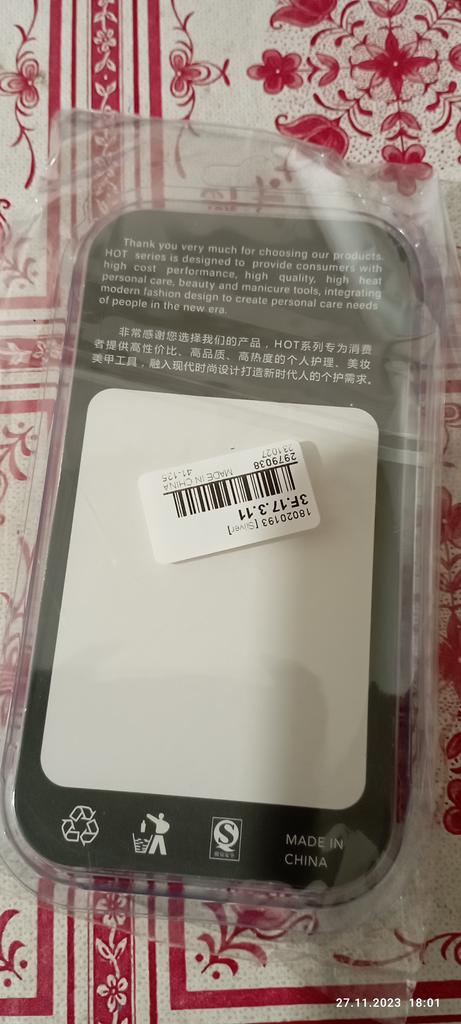 Thank you very much for choosing our products.
HOT series is designed to provide consumers with
high cost performance, high quality, high heat
personal care, beauty and manicure tools, integrating
modern fashion design to create personal care needs
of people in the new era.
非常感谢您选择我们的产品，HOT系列专为消费
者提供高性价比、高品质、高热度的个人护理、美妆
美甲工具，融入现代时尚设计打造新时代人的个护需求。
18020193 [Silver]
3F.17.3.11
2979038 MADE IN CHINA
231027 41-125
MADE IN
CHINA
27.11.2023 18:01